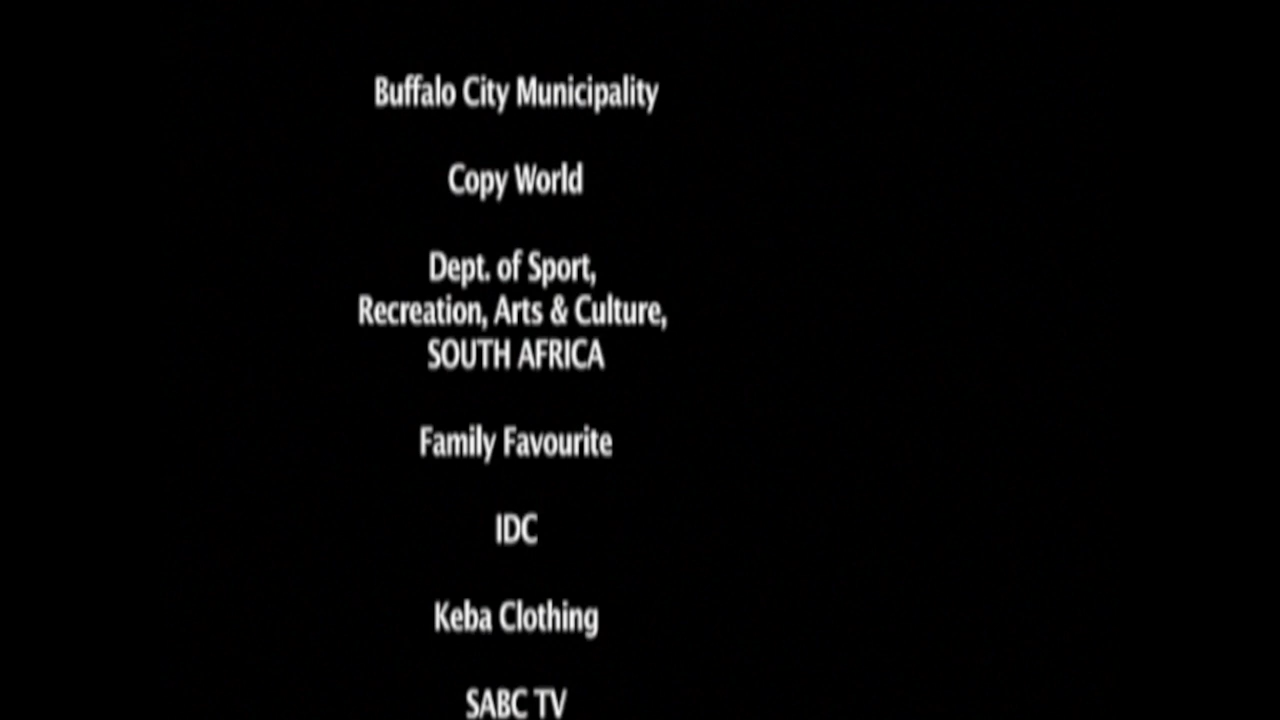 Buffalo City Municipality
Copy World
Dept. of Sport,
Recreation, Arts & Culture,
SOUTH AFRICA
Family Favourite
IDC
Keba Clothing
SABC TV